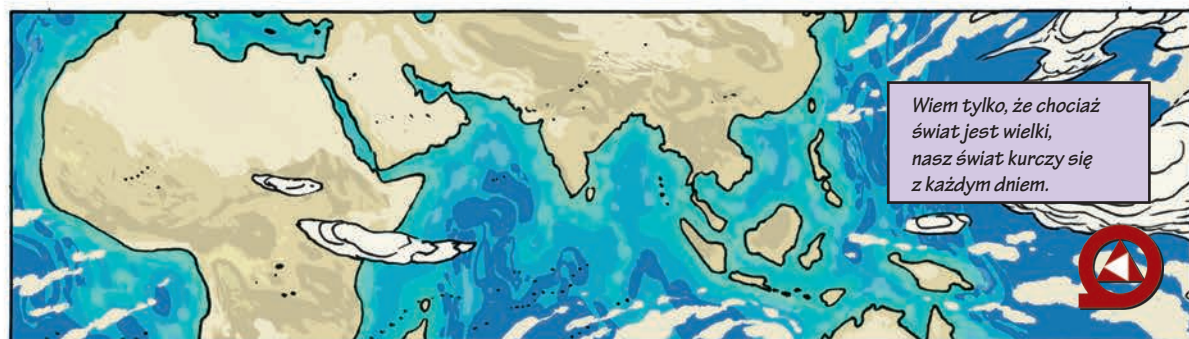 Wiem tylko, że chociaż
świat jest wielki,
nasz świat kurczy się
z każdym dniem.